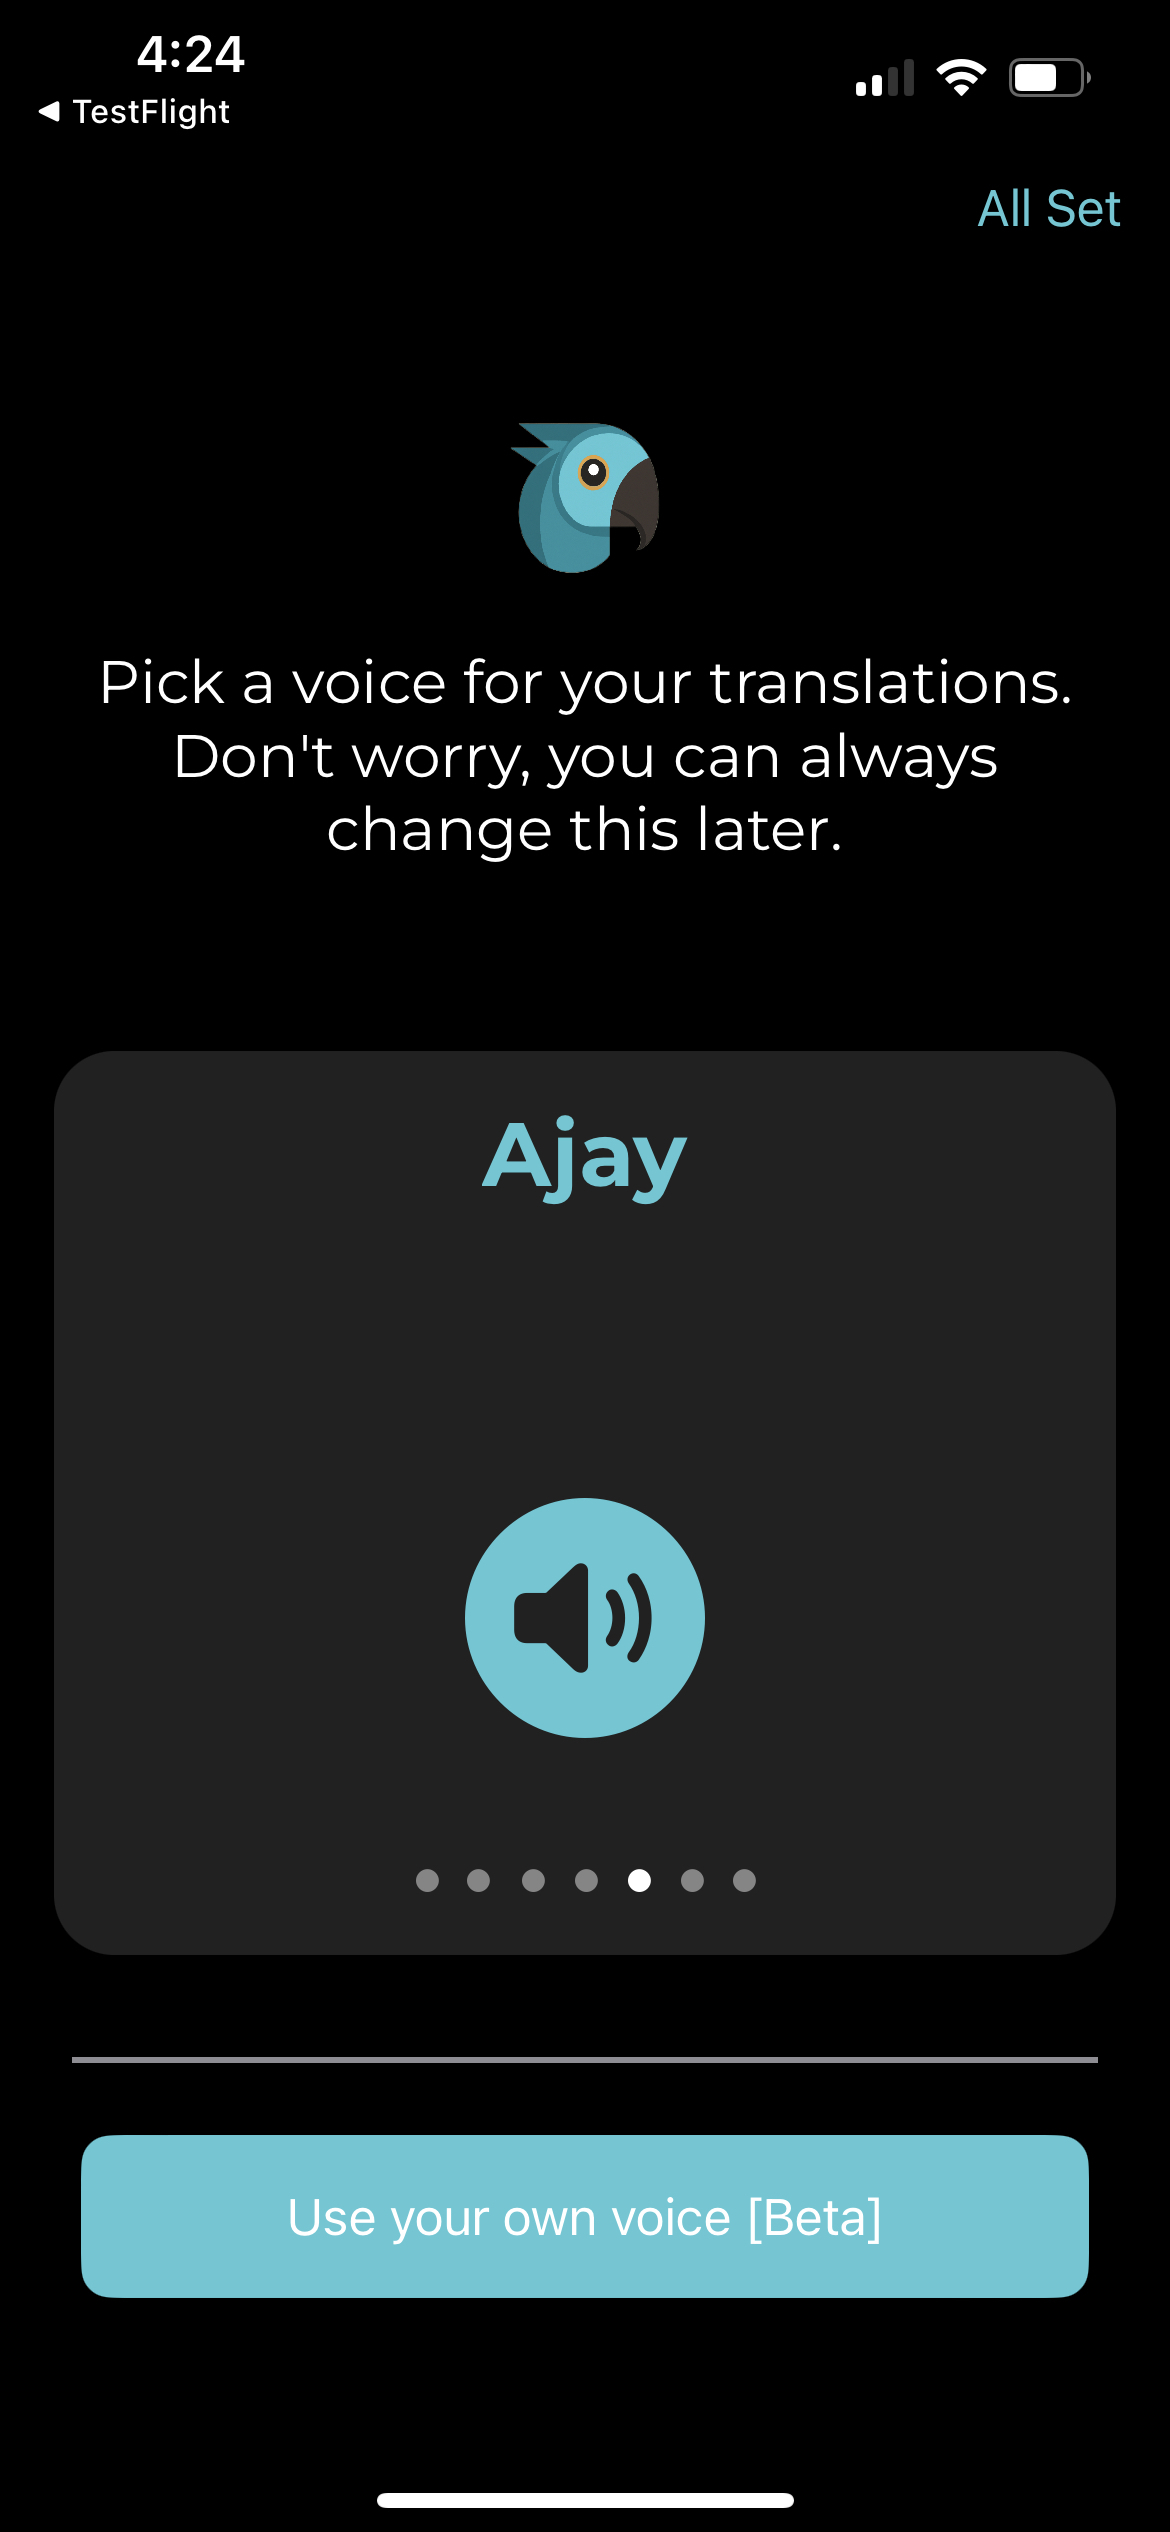 4:24
TestFlight
All Set
Pick a voice for your translations.
Don't worry, you can always
change this later.
Ajay
Use your own voice [Beta]